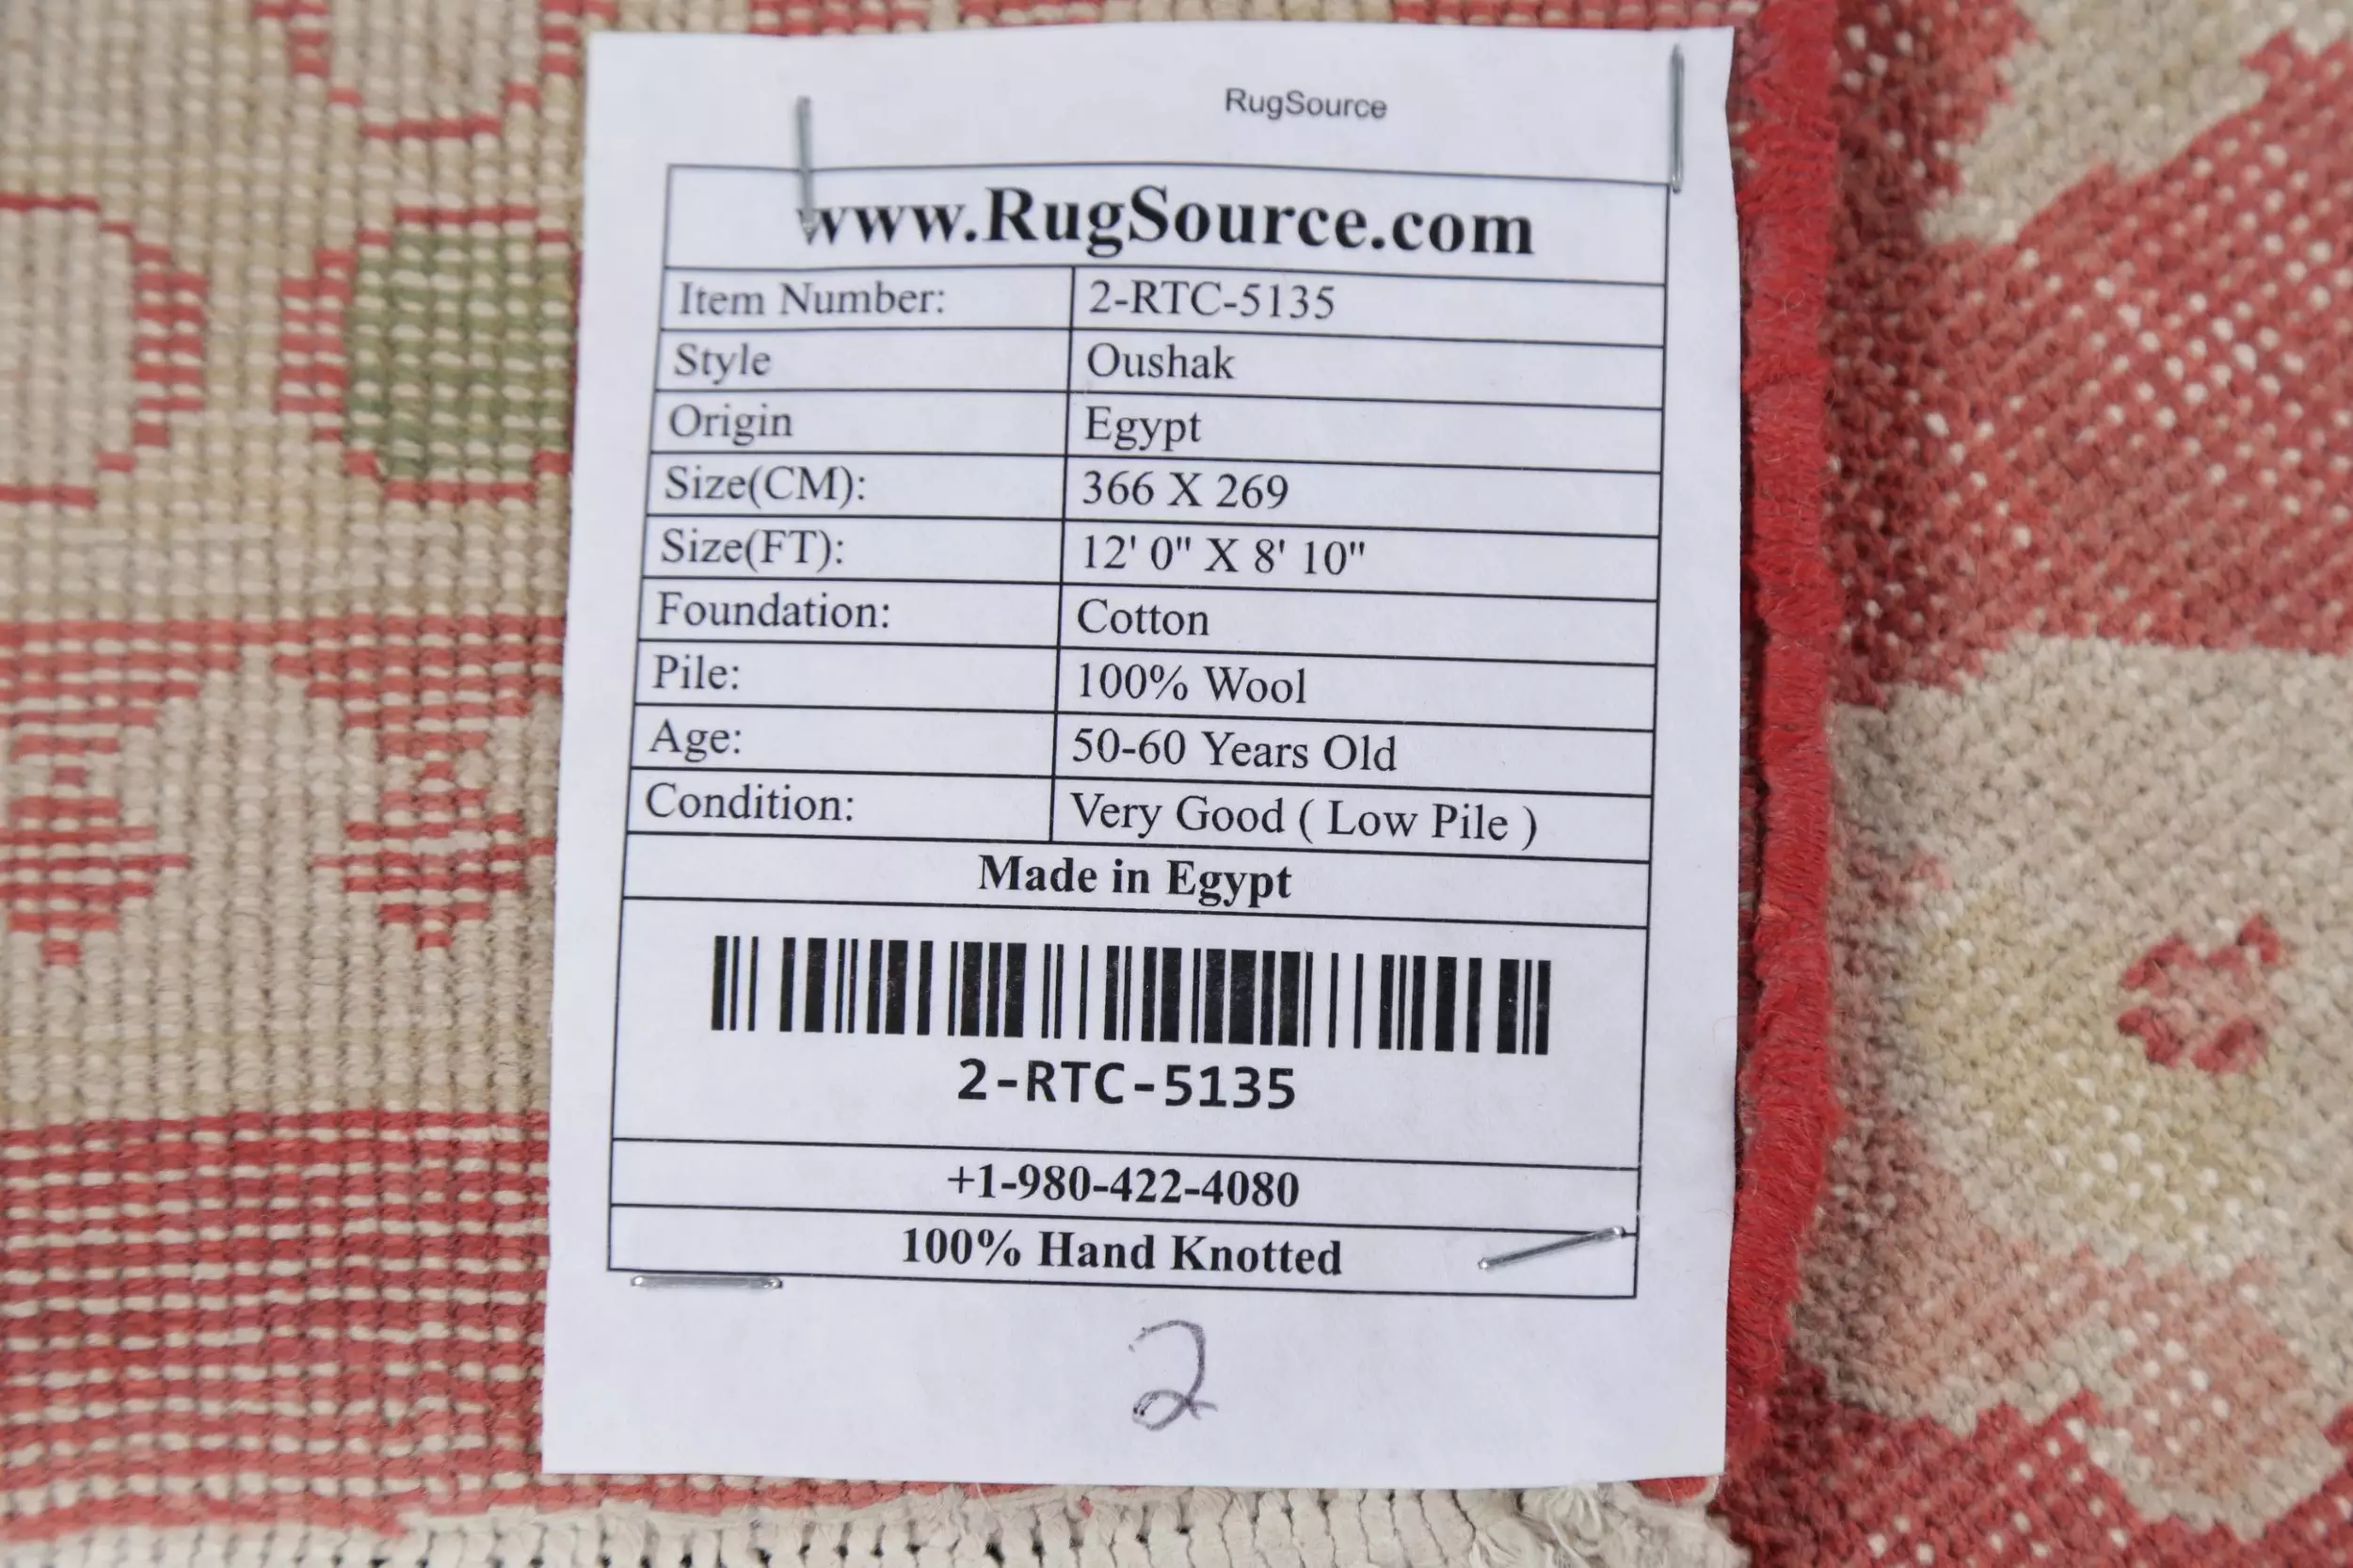 RugSource
www.RugSource.com
Item Number: 2-RTC-5135
Style Oushak
Origin Egypt
Size(CM): 366 X 269
Size(FT): 12' 0" X 8' 10"
Foundation: Cotton
Pile: 100% Wool
Age: 50-60 Years Old
Condition: Very Good ( Low Pile )
Made in Egypt
2-RTC-5135
+1-980-422-4080
100% Hand Knotted
2